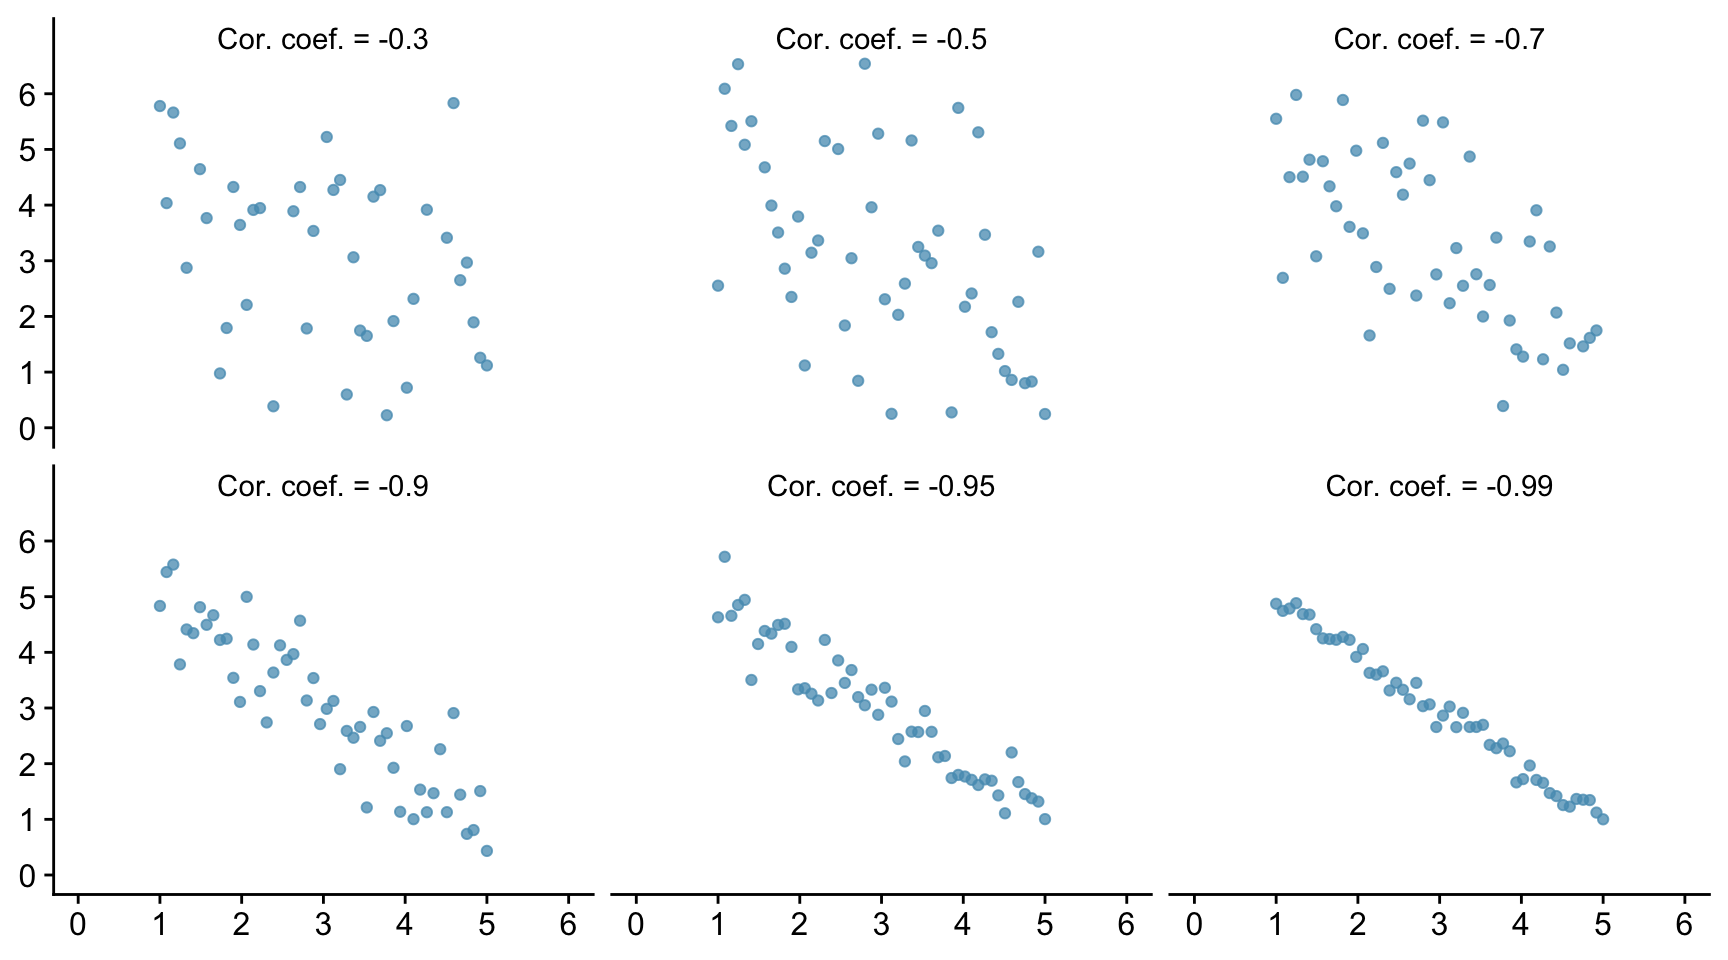 Cor. coef. = -0.3
Cor. coef. = -0.5
Cor. coef. = -0.7
6
5
4
3
2
1
0
Cor. coef. = -0.9
Cor. coef. = -0.95
Cor. coef. = -0.99
6
5
4
3
2
1
0
0 1 2 3 4 5 6
0 1 2 3 4 5 6
0 1 2 3 4 5 6